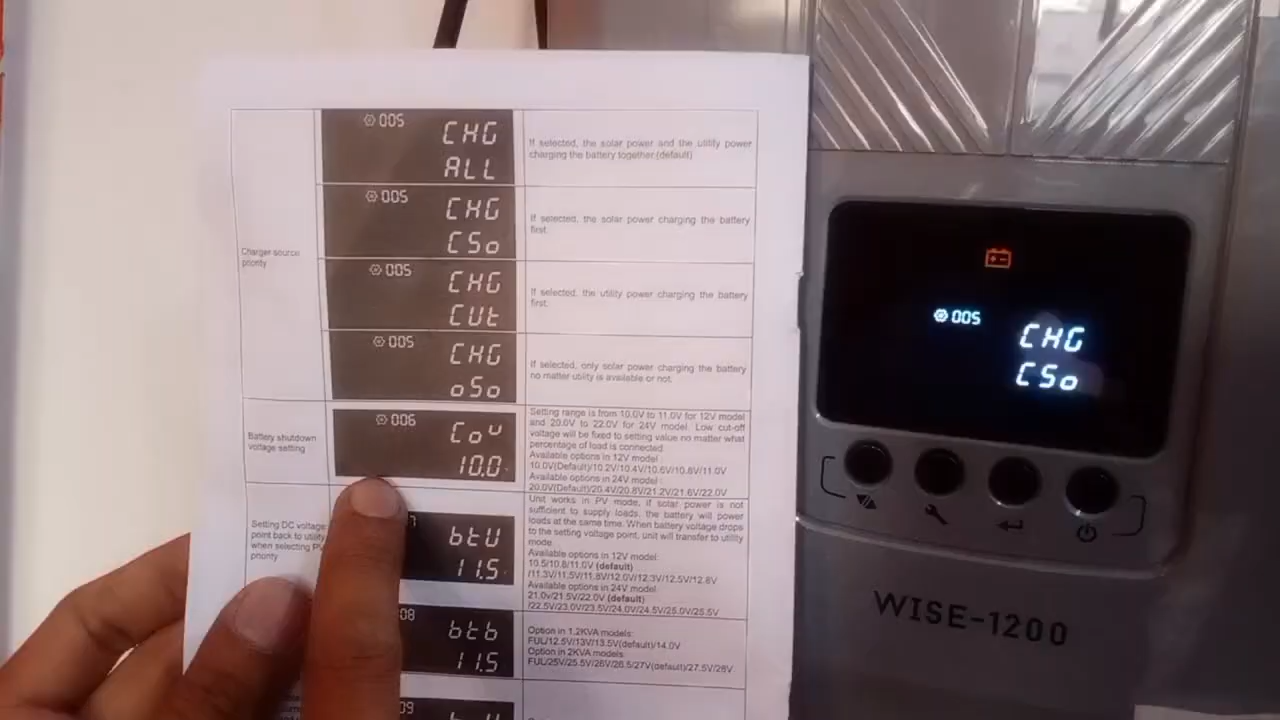 005
CHG
ALL
If selected, the solar power and the utility power
charging the battery together (default)
005
CHG
CSo
If selected, the solar power charging the battery
first.
Charger source
priority
005
CHG
CUt
If selected, the utility power charging the battery
first.
005
CHG
oSo
If selected, only solar power charging the battery
no matter utility is available or not.
Battery shutdown
voltage setting
006
Cov
10.0
Setting range is from 10.0V to 11.0V for 12V model
and 20.0V to 22.0V for 24V model. Low cut-off
voltage will be fixed to setting value no matter what
percentage of load is connected.
Available options in 12V model :
10.0V(Default)/10.2V/10.4V/10.6V/10.8V/11.0V
Available options in 24V model :
20.0V(Default)/20.4V/20.8V/21.2V/21.6V/22.0V
Setting DC voltage
point back to utility
when selecting PV
priority
7
btU
11.5
Unit works in PV mode, if solar power is not
sufficient to supply loads, the battery will power
loads at the same time. When battery voltage drops
to the setting voltage point, unit will transfer to utility
mode.
Available options in 12V model:
10.5/10.8/11.0V (default)
/11.3V/11.5V/11.8V/12.0V/12.3V/12.5V/12.8V
Available options in 24V model:
21.0v/21.5V/22.0V (default)
/22.5V/23.0V/23.5V/24.0V/24.5V/25.0V/25.5V
08
btb
11.5
Option in 1.2KVA models:
FUL/12.5V/13V/13.5V(default)/14.0V
Option in 2KVA models:
FUL/25V/25.5V/26V/26.5/27V(default)/27.5V/28V
09
005
CHG
CSo
WISE-1200